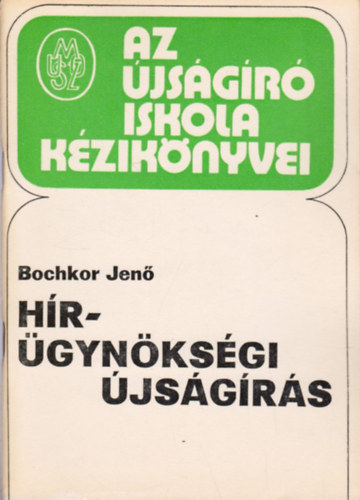 AZ
ÚJSÁGÍRÓ
ISKOLA
KÉZIKÖNYVEI
Bochkor Jenő
HÍR-
ÜGYNÖKSÉGI
ÚJSÁGÍRÁS